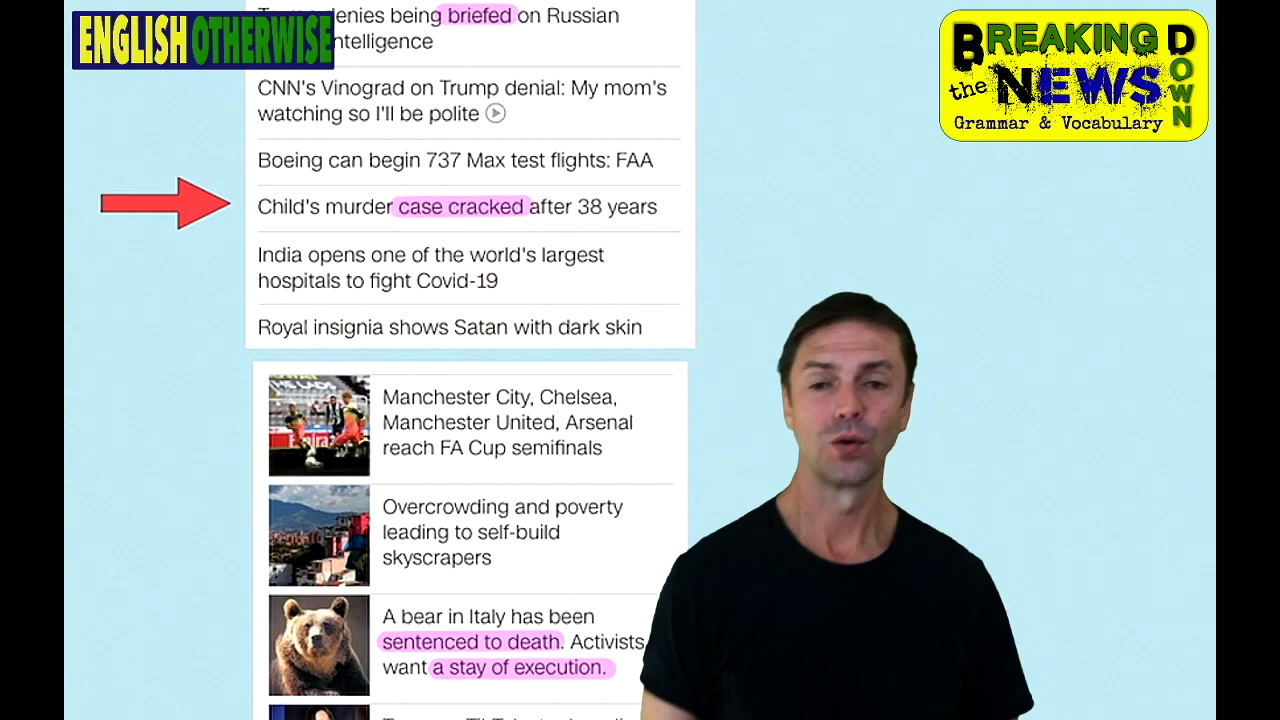 denies being briefed on Russian
ntelligence
ENGLISH OTHERWISE
BREAKING DOWN
the NEWS
Grammar & Vocabulary
CNN's Vinograd on Trump denial: My mom's
watching so I'll be polite
Boeing can begin 737 Max test flights: FAA
Child's murder case cracked after 38 years
India opens one of the world's largest
hospitals to fight Covid-19
Royal insignia shows Satan with dark skin
THE LADS
Manchester City, Chelsea,
Manchester United, Arsenal
reach FA Cup semifinals
Overcrowding and poverty
leading to self-build
skyscrapers
A bear in Italy has been
sentenced to death. Activists
want a stay of execution.